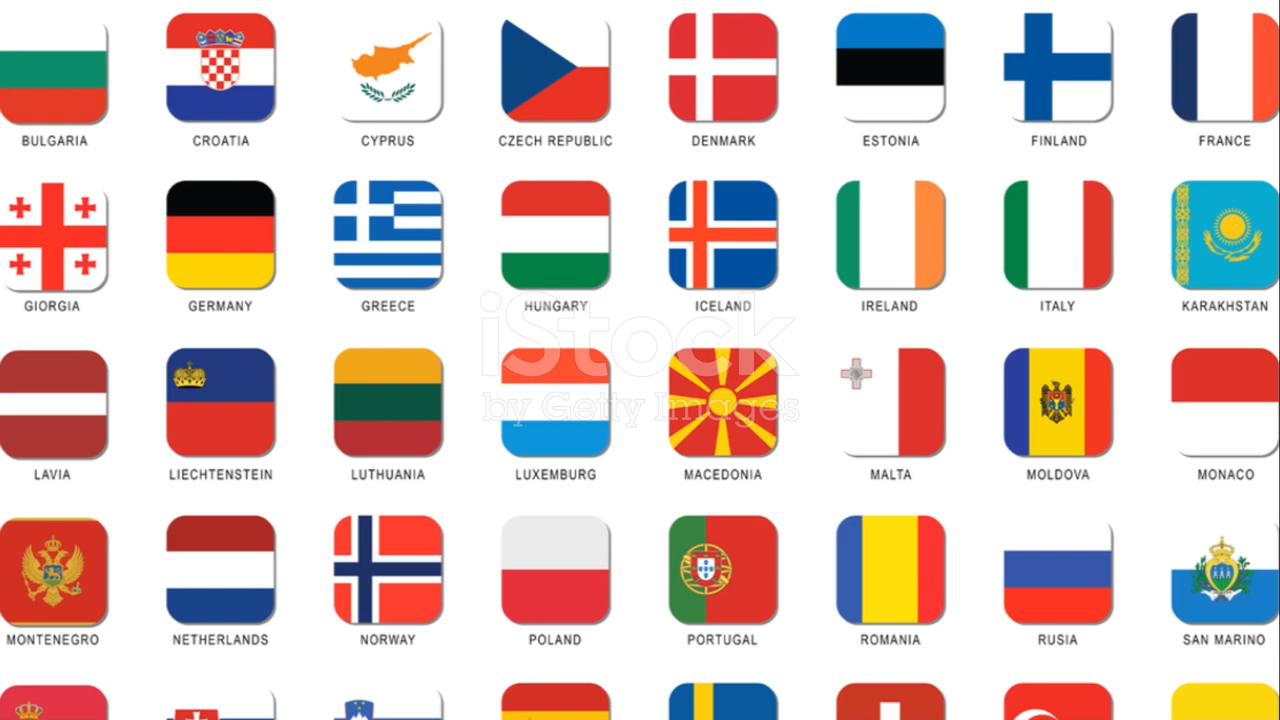 BULGARIA CROATIA CYPRUS CZECH REPUBLIC DENMARK ESTONIA FINLAND FRANCE
GIORGIA GERMANY GREECE HUNGARY ICELAND IRELAND ITALY KARAKHSTAN
iStock
by Getty Images
LAVIA LIECHTENSTEIN LUTHUANIA LUXEMBURG MACEDONIA MALTA MOLDOVA MONACO
MONTENEGRO NETHERLANDS NORWAY POLAND PORTUGAL ROMANIA RUSIA SAN MARINO